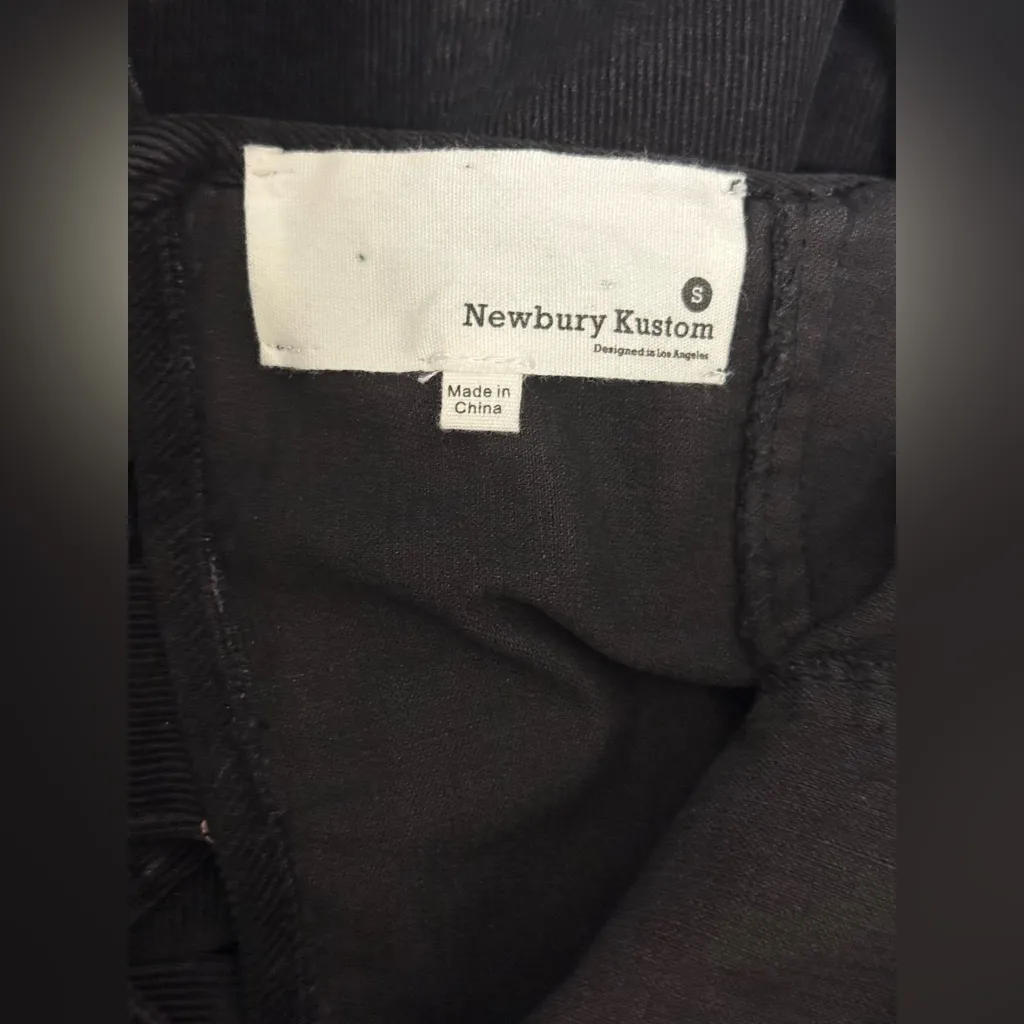 S
Newbury Kustom
Designed in Los Angeles
Made in
China